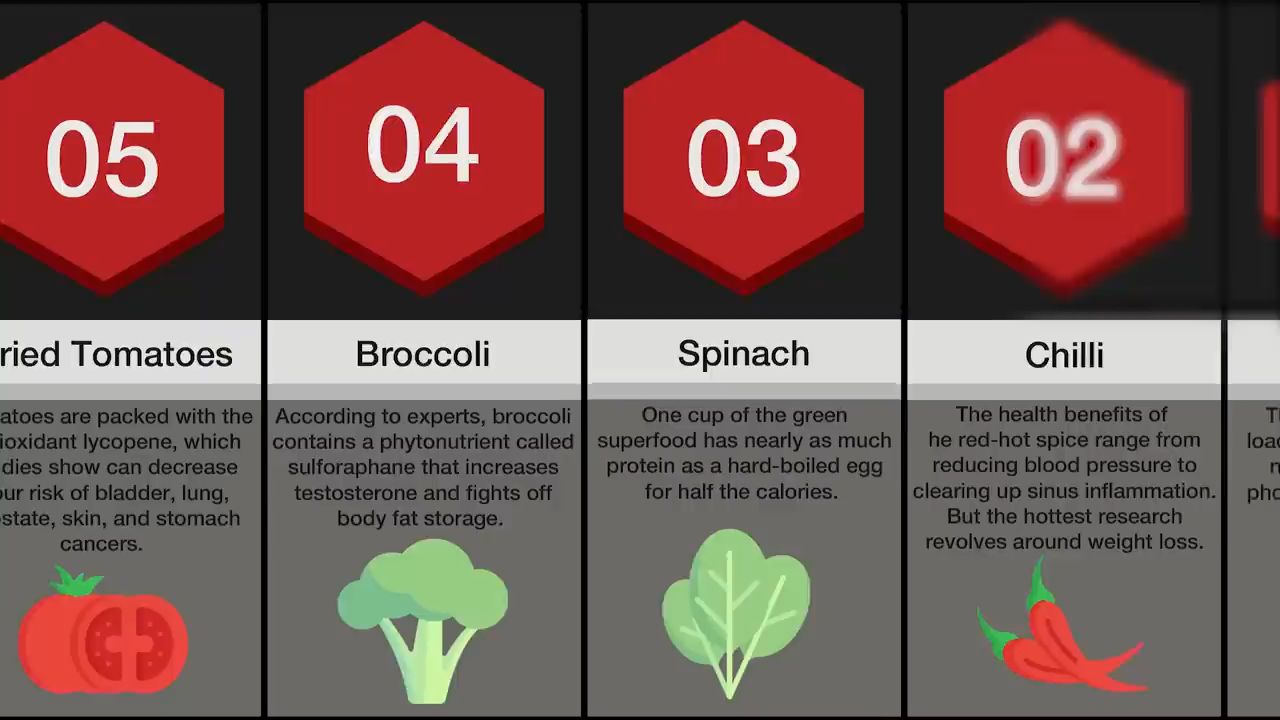 05
04
03
02
ried Tomatoes
Broccoli
Spinach
Chilli
atoes are packed with the
ioxidant lycopene, which
dies show can decrease
our risk of bladder, lung,
state, skin, and stomach
cancers.
According to experts, broccoli
contains a phytonutrient called
sulforaphane that increases
testosterone and fights off
body fat storage.
One cup of the green
superfood has nearly as much
protein as a hard-boiled egg
for half the calories.
The health benefits of
he red-hot spice range from
reducing blood pressure to
clearing up sinus inflammation.
But the hottest research
revolves around weight loss.